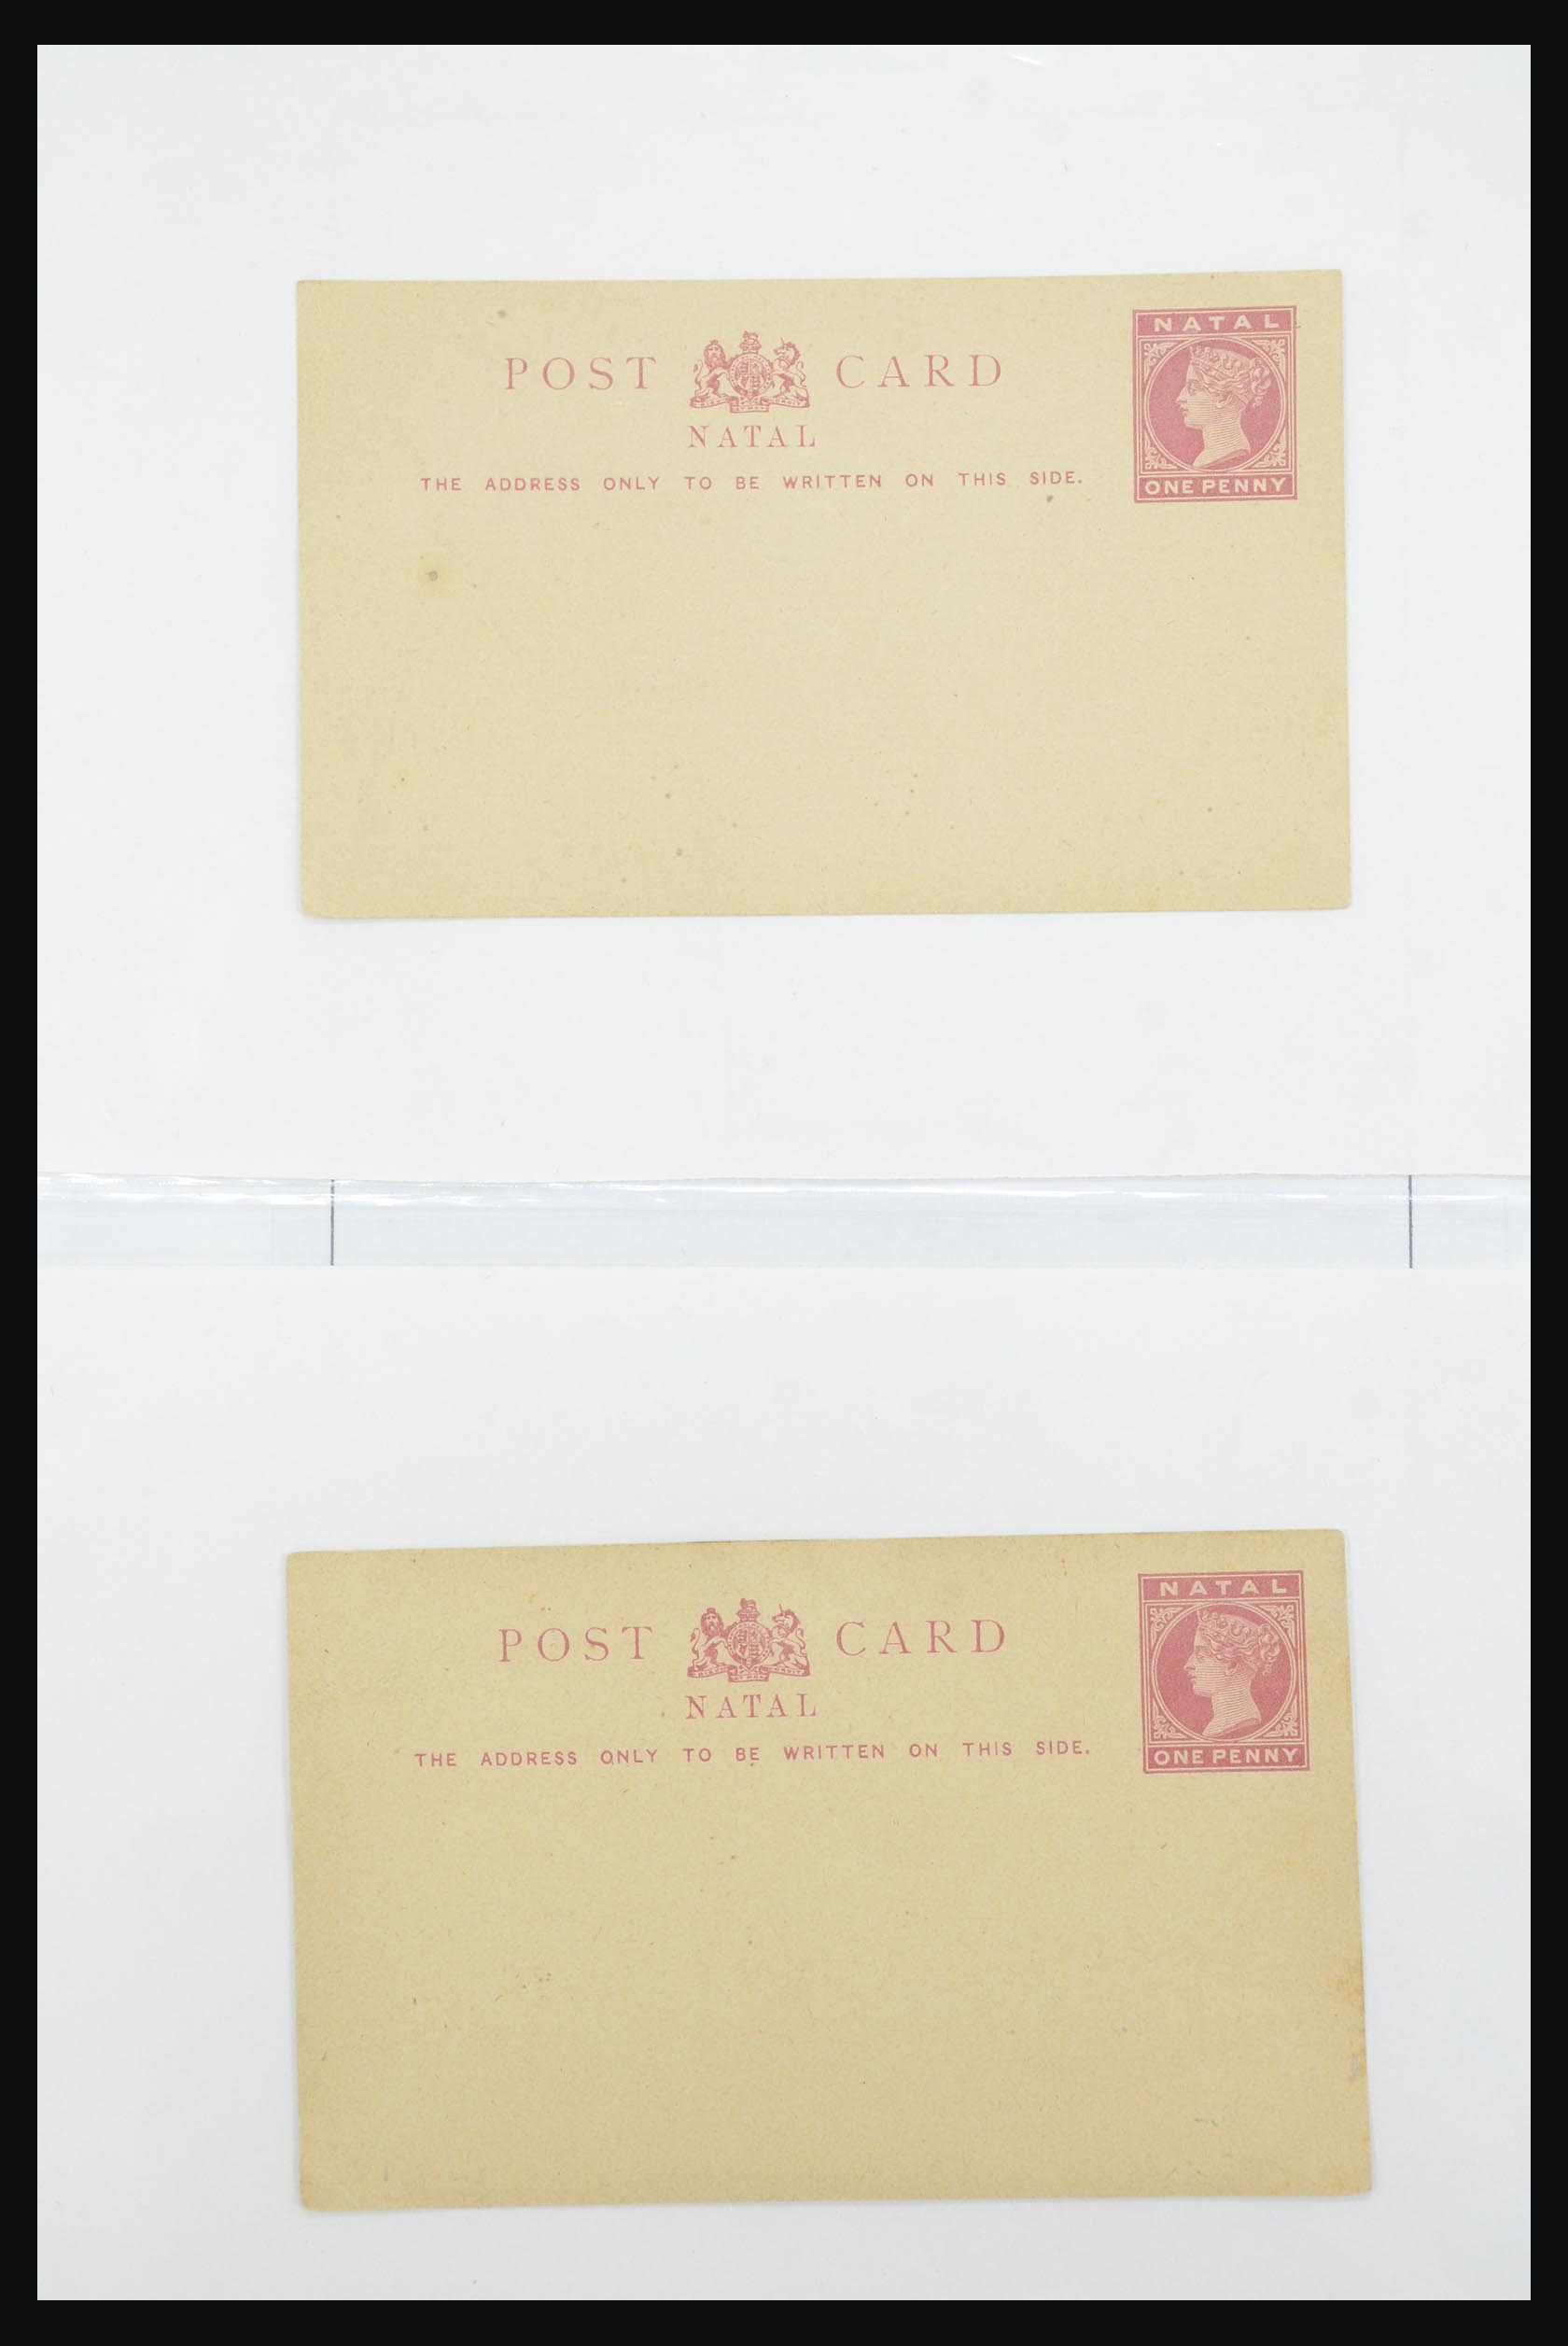 NATAL
POST CARD
NATAL
THE ADDRESS ONLY TO BE WRITTEN ON THIS SIDE.
ONE PENNY
NATAL
POST CARD
NATAL
THE ADDRESS ONLY TO BE WRITTEN ON THIS SIDE.
ONE PENNY